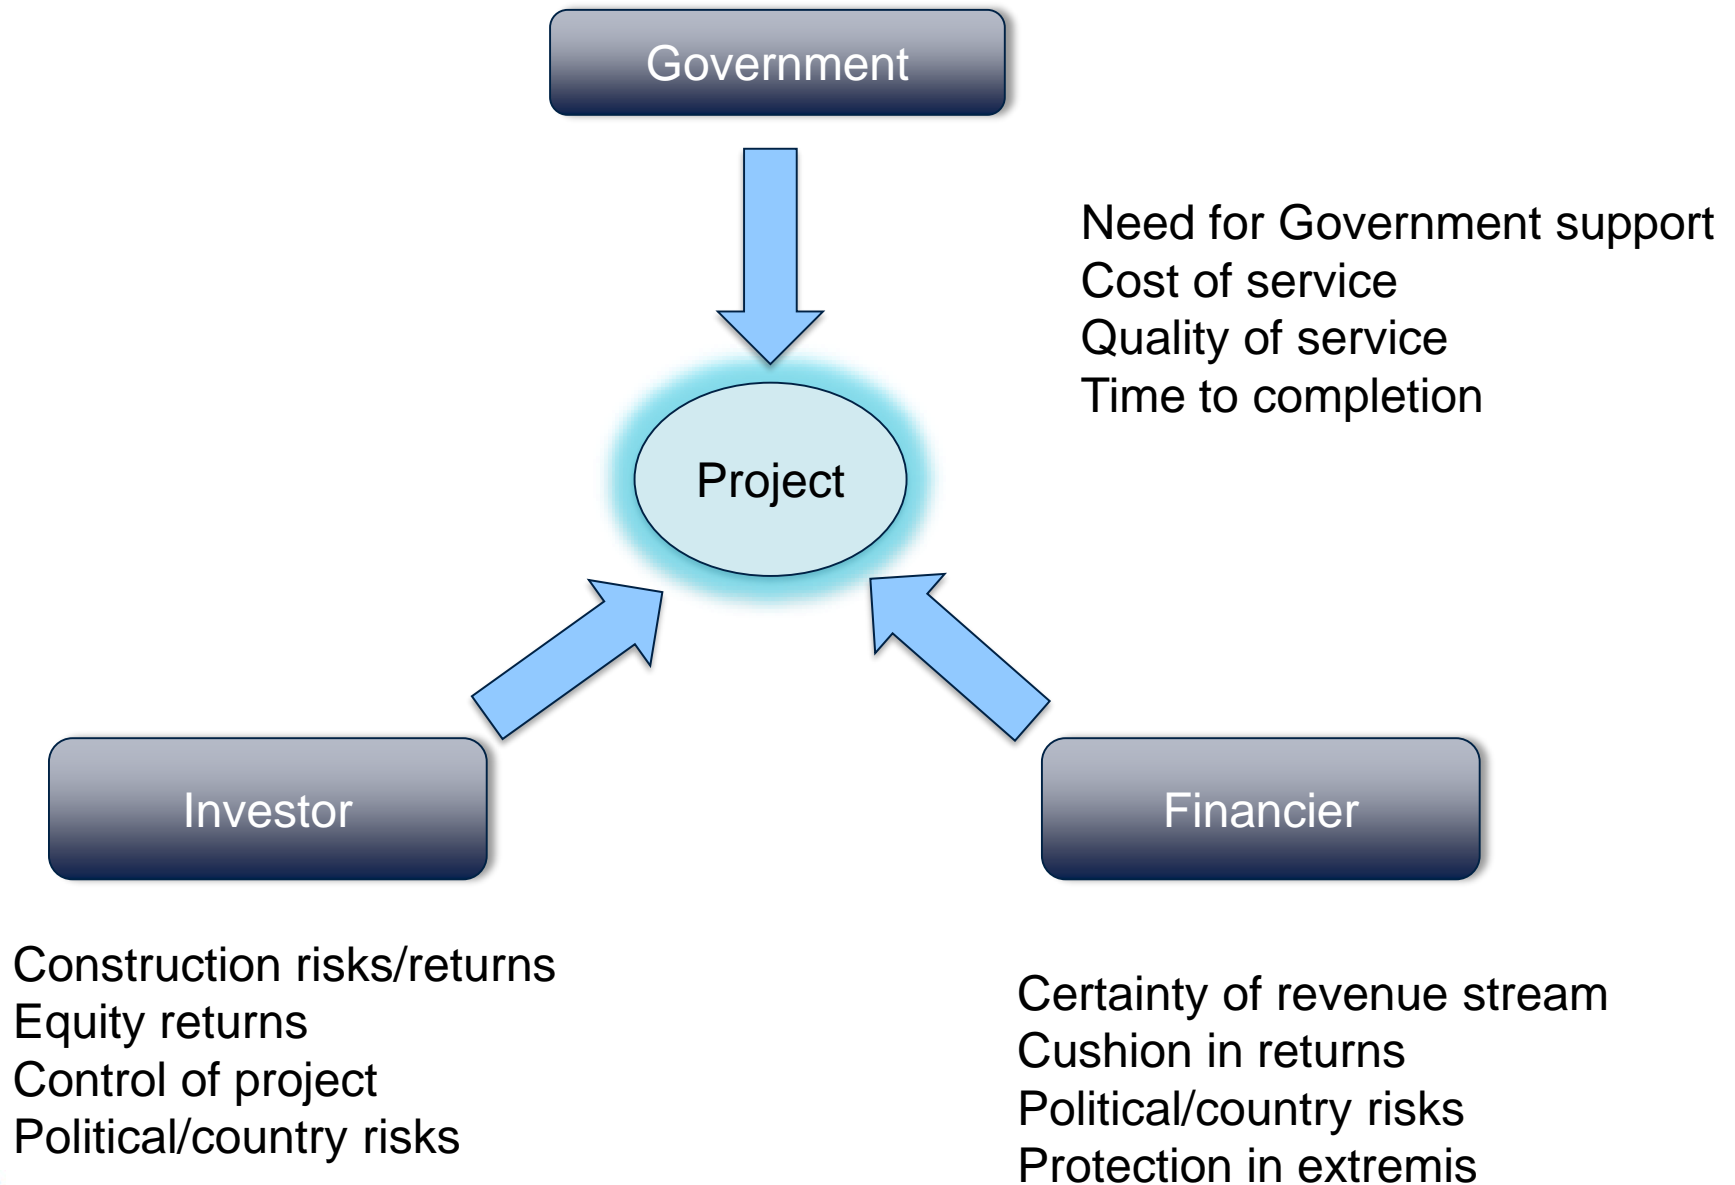 Government
Need for Government support
Cost of service
Quality of service
Time to completion
Project
Investor
Financier
Construction risks/returns
Equity returns
Control of project
Political/country risks
Certainty of revenue stream
Cushion in returns
Political/country risks
Protection in extremis